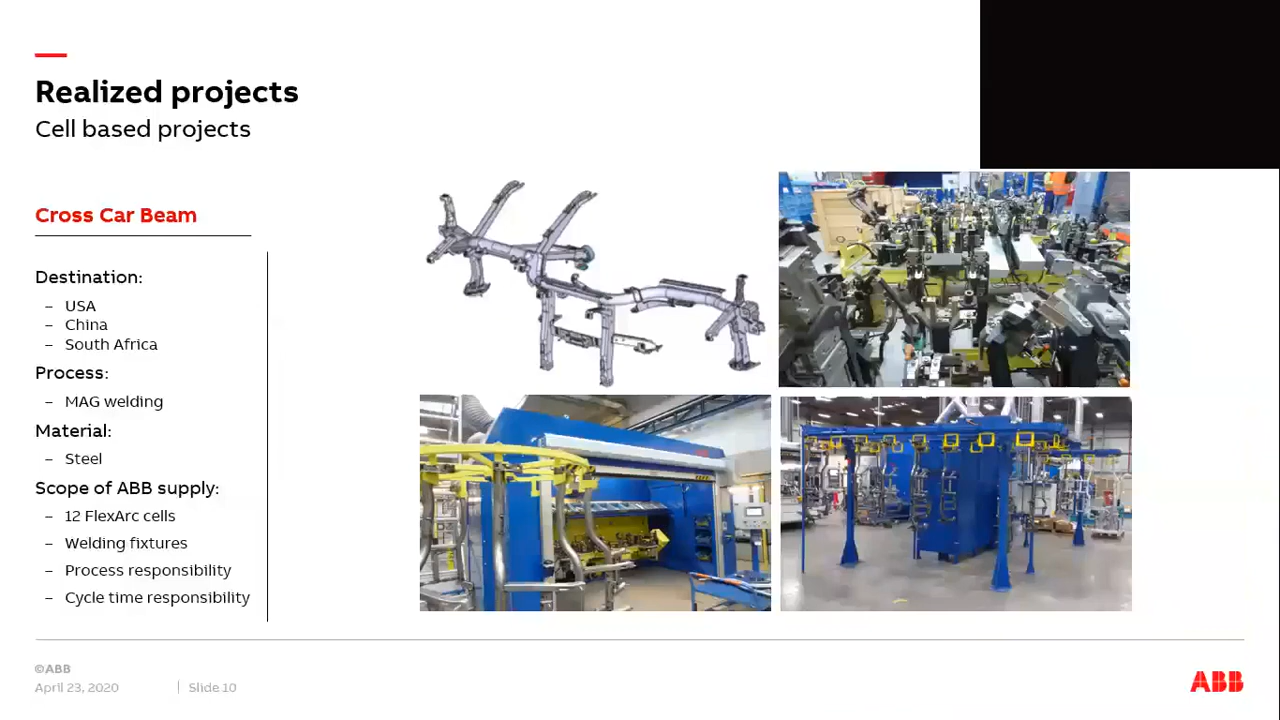 Realized projects
Cell based projects
Cross Car Beam
Destination:
– USA
– China
– South Africa
Process:
– MAG welding
Material:
– Steel
Scope of ABB supply:
– 12 FlexArc cells
– Welding fixtures
– Process responsibility
– Cycle time responsibility
©ABB
April 23, 2020
Slide 10
ABB